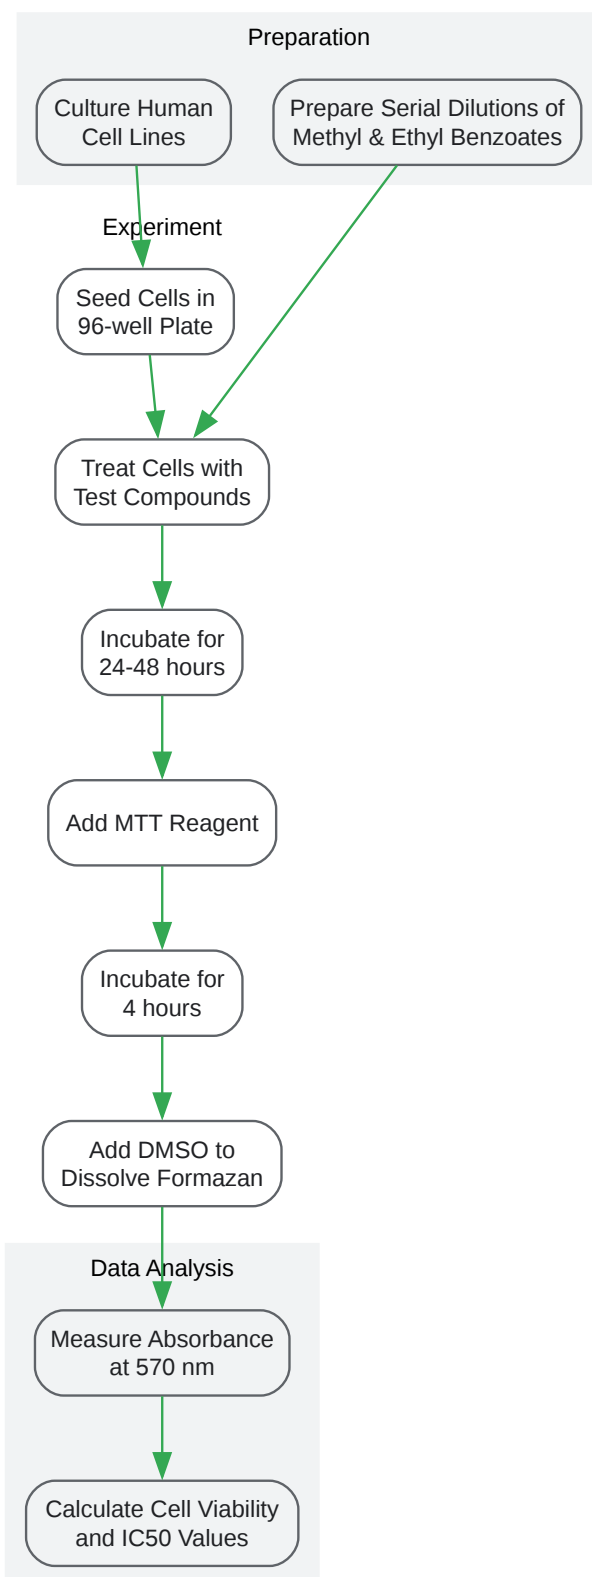 Preparation
Culture Human
Cell Lines
Prepare Serial Dilutions of
Methyl & Ethyl Benzoates
Experiment
Seed Cells in
96-well Plate
Treat Cells with
Test Compounds
Incubate for
24-48 hours
Add MTT Reagent
Incubate for
4 hours
Add DMSO to
Dissolve Formazan
Data Analysis
Measure Absorbance
at 570 nm
Calculate Cell Viability
and IC50 Values